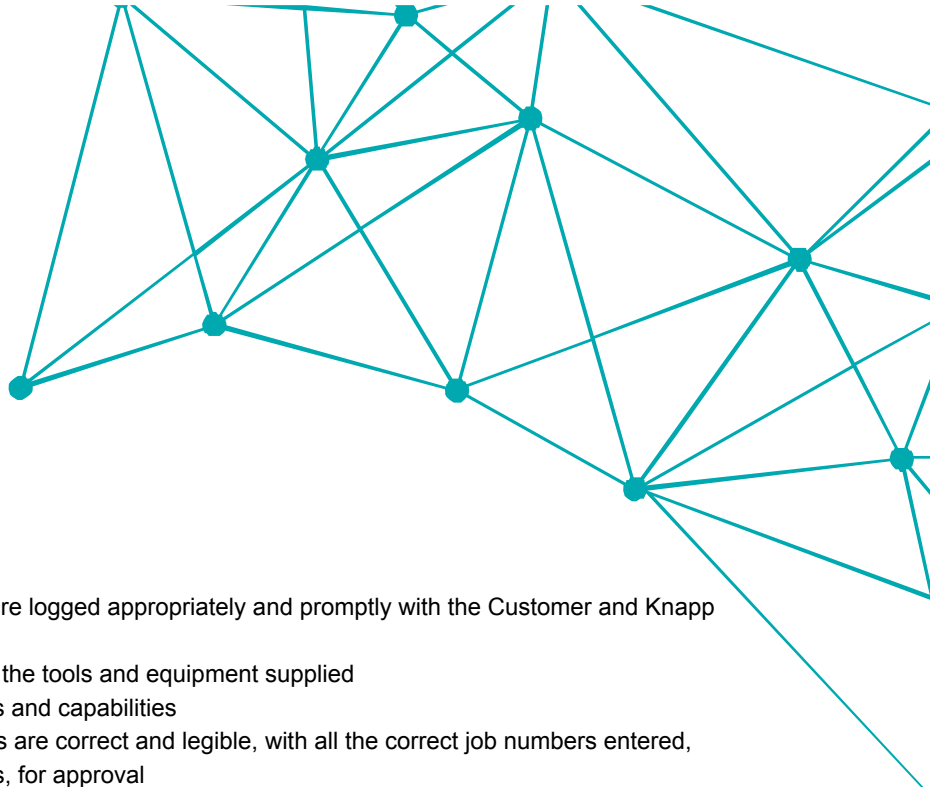 re logged appropriately and promptly with the Customer and Knapp
the tools and equipment supplied
s and capabilities
s are correct and legible, with all the correct job numbers entered,
s, for approval